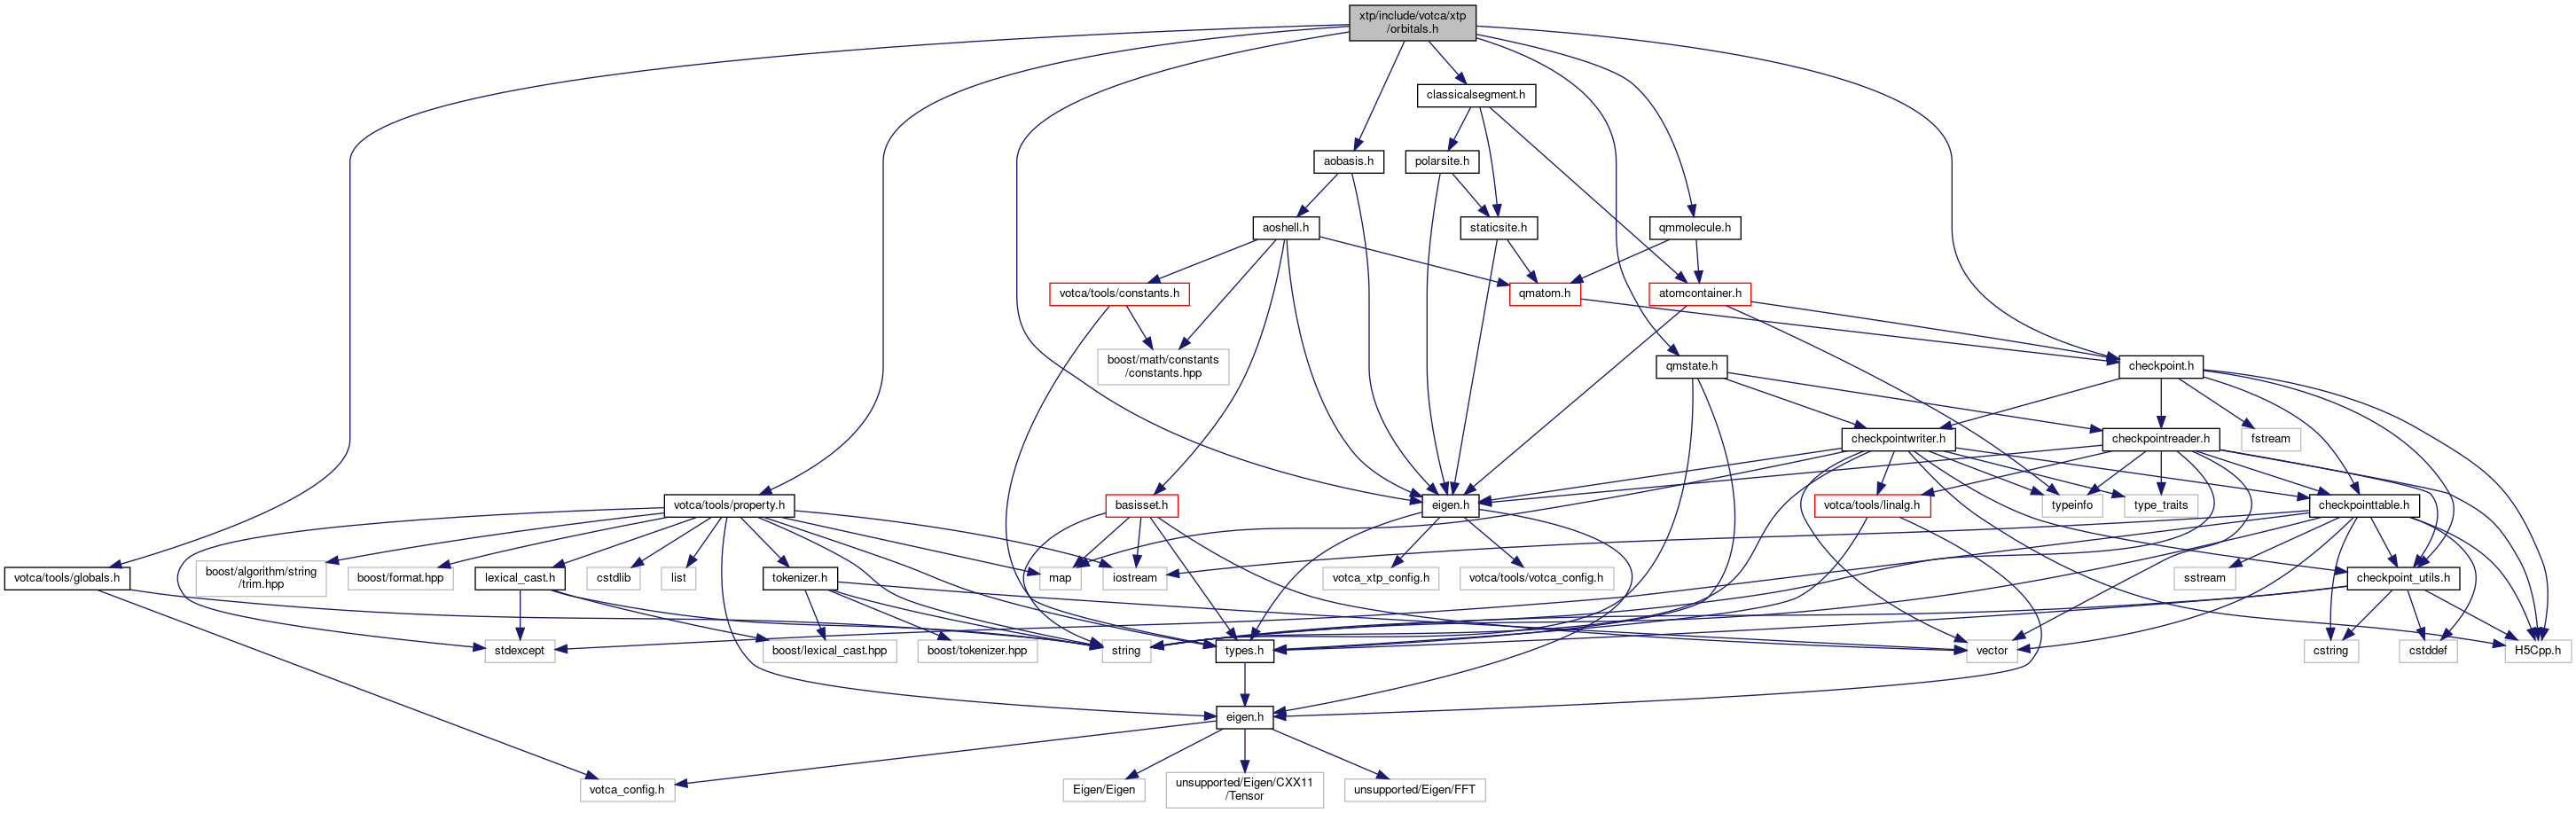 xtp/include/votca/xtp
/orbitals.h
classicalsegment.h
aobasis.h
polarsite.h
aoshell.h
staticsite.h
qmmolecule.h
votca/tools/constants.h
qmatom.h
atomcontainer.h
boost/math/constants
/constants.hpp
qmstate.h
checkpoint.h
checkpointwriter.h
checkpointreader.h
fstream
votca/tools/property.h
basisset.h
eigen.h
votca/tools/linalg.h
typeinfo
type_traits
checkpointtable.h
votca/tools/globals.h
boost/algorithm/string
/trim.hpp
boost/format.hpp
lexical_cast.h
cstdlib
list
tokenizer.h
map
iostream
votca_xtp_config.h
votca/tools/votca_config.h
sstream
checkpoint_utils.h
stdexcept
boost/lexical_cast.hpp
boost/tokenizer.hpp
string
types.h
vector
cstring
cstddef
H5Cpp.h
eigen.h
votca_config.h
Eigen/Eigen
unsupported/Eigen/CXX11
/Tensor
unsupported/Eigen/FFT